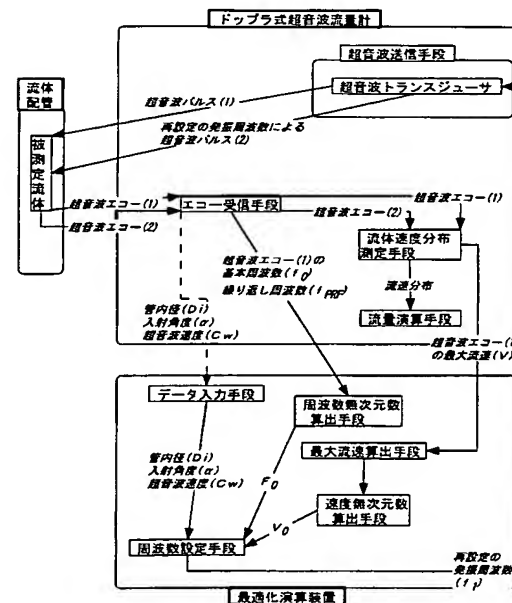 ドップラ式超音波流量計
超音波送信手段
超音波トランスジューサ
流体
配管
超音波パルス(1)
再設定の発振周波数による
超音波パルス(2)
被測定流体
超音波エコー(1)
超音波エコー(2)
エコー受信手段
超音波エコー(1)
超音波エコー(2)
流体速度分布
測定手段
超音波エコー(1)の
基本周波数(f0)
繰り返し周波数(fPRF)
流速分布
流量演算手段
管内径(Di)
入射角度(α)
超音波速度(Cw)
超音波エコー(
の最大流速(V)
データ入力手段
周波数無次元数
算出手段
最大流速算出手段
管内径(Di)
入射角度(α)
超音波速度(Cw)
F0
速度無次元数
算出手段
V0
周波数設定手段
再設定の
発振周波数
(f1)
最適化演算装置